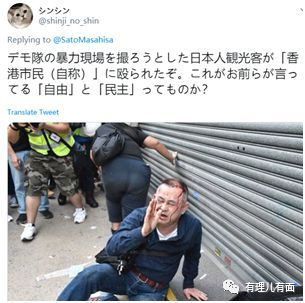 シンシン
@shinji_no_shin
Replying to @SatoMasahisa
デモ隊の暴力現場を撮ろうとした日本人観光客が「香
港市民（自称）」に殴られたぞ。これがお前らが言っ
てる「自由」と「民主」ってものか？
Translate Tweet
有理儿有面